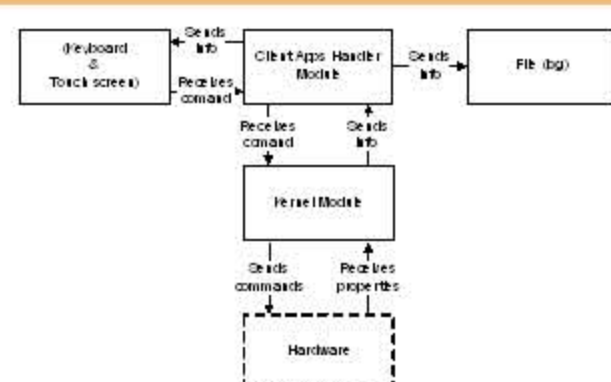 (Keyboard
&
Touch screen)
Sends
Info
Receives
comand
Client Apps Handler
Module
Sends
Info
File (bg)
Receives
comand
Sends
Info
Kernel Module
Sends
commands
Receives
properties
Hardware